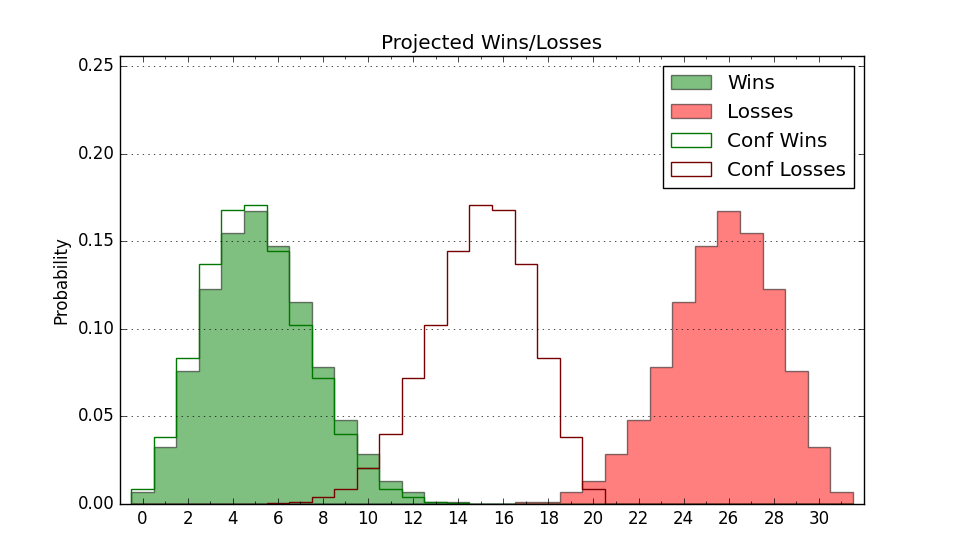 Projected Wins/Losses
0.25
0.20
0.15
0.10
0.05
0.00
Probability
Wins
Losses
Conf Wins
Conf Losses
0 2 4 6 8 10 12 14 16 18 20 22 24 26 28 30